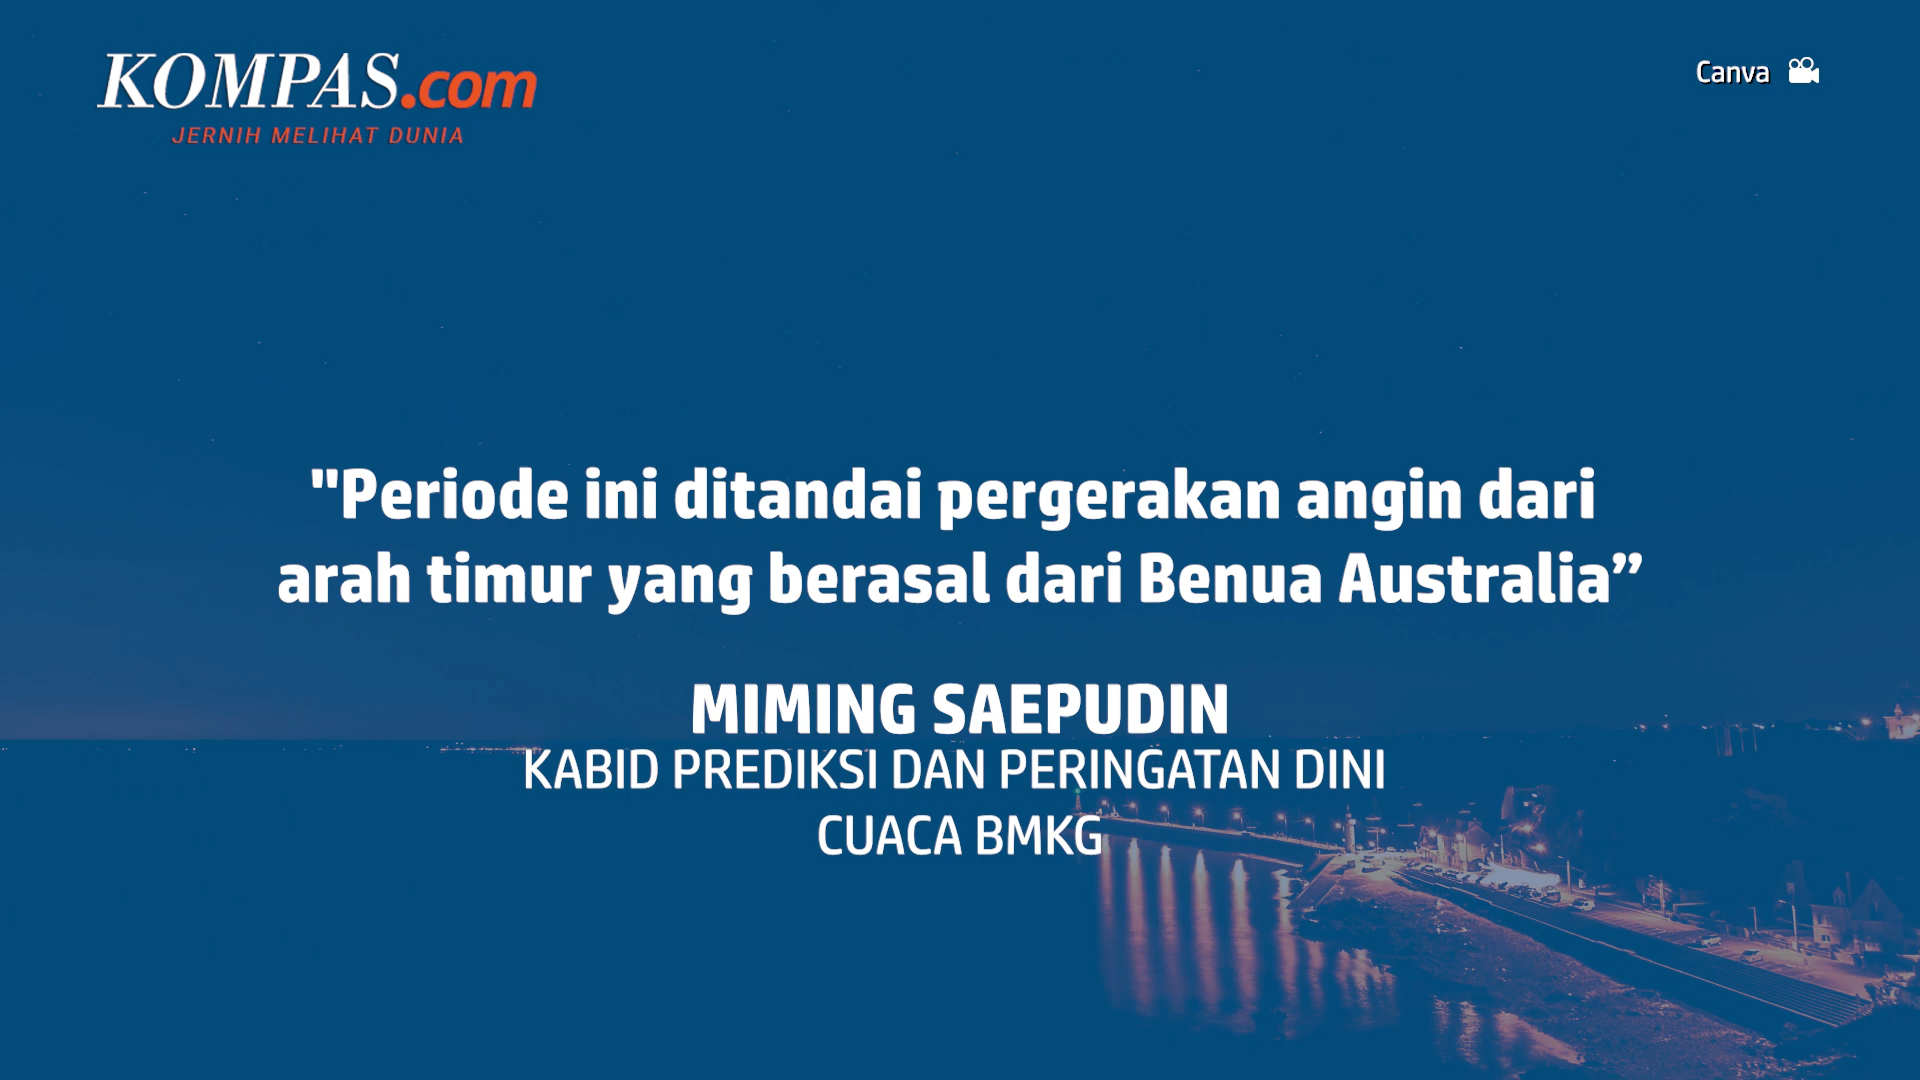 KOMPAS.com
JERNIH MELIHAT DUNIA
Canva
"Periode ini ditandai pergerakan angin dari
arah timur yang berasal dari Benua Australia”
MIMING SAEPUDIN
KABID PREDIKSI DAN PERINGATAN DINI
CUACA BMKG